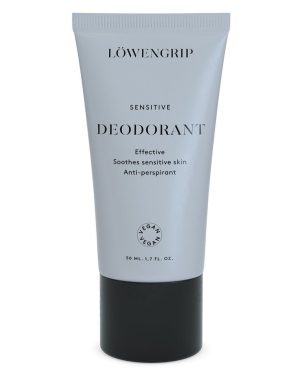 LÖWENGRIP
SENSITIVE
DEODORANT
Effective
Soothes sensitive skin
Anti-perspirant
VEGAN
VEGAN
50 ML. 1,7 FL. OZ.